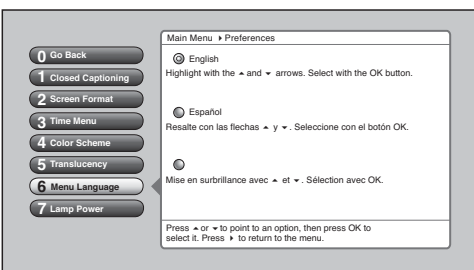 Main Menu ▸ Preferences
0 Go Back
1 Closed Captioning
2 Screen Format
3 Time Menu
4 Color Scheme
5 Translucency
6 Menu Language
7 Lamp Power
English
Highlight with the ▴ and ▾ arrows. Select with the OK button.
Español
Resalte con las flechas ▴ y ▾. Seleccione con el botón OK.
Mise en surbrillance avec ▴ et ▾. Sélection avec OK.
Press ▴ or ▾ to point to an option, then press OK to
select it. Press ▸ to return to the menu.